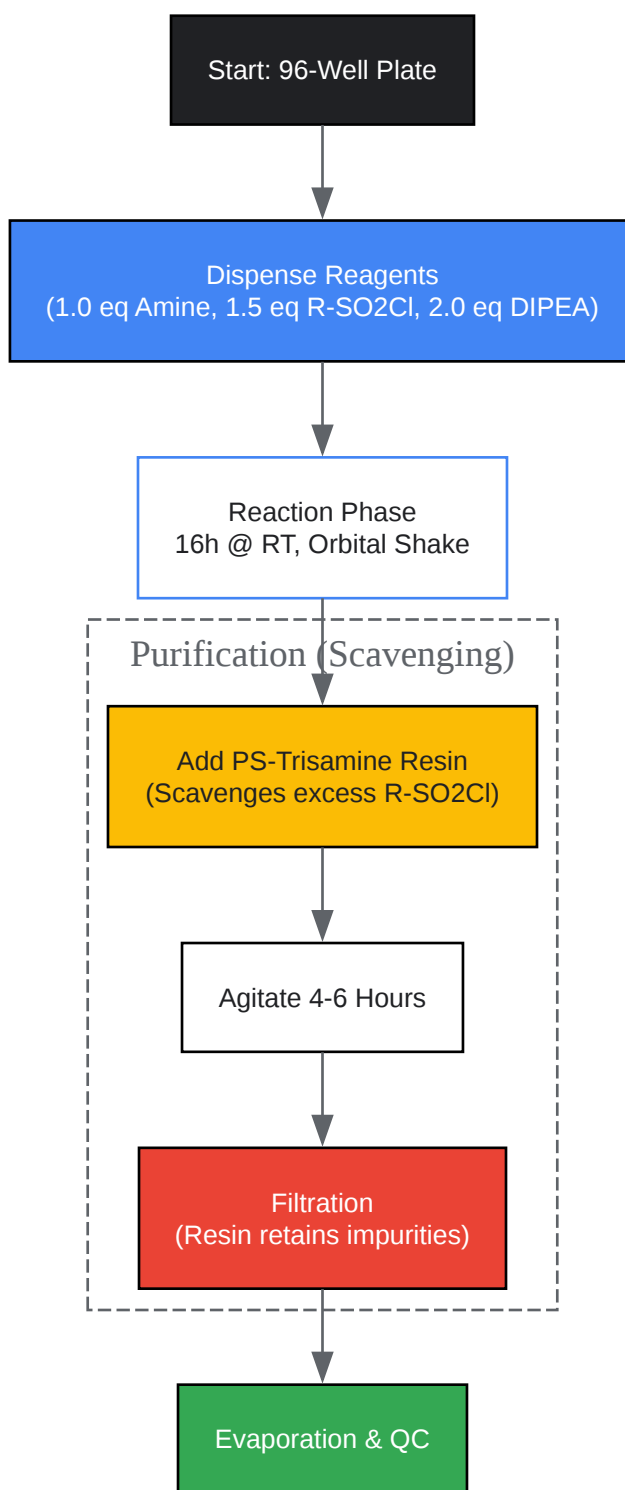 Start: 96-Well Plate
Dispense Reagents
(1.0 eq Amine, 1.5 eq R-SO2Cl, 2.0 eq DIPEA)
Reaction Phase
16h @ RT, Orbital Shake
Purification (Scavenging)
Add PS-Trisamine Resin
(Scavenges excess R-SO2Cl)
Agitate 4-6 Hours
Filtration
(Resin retains impurities)
Evaporation & QC